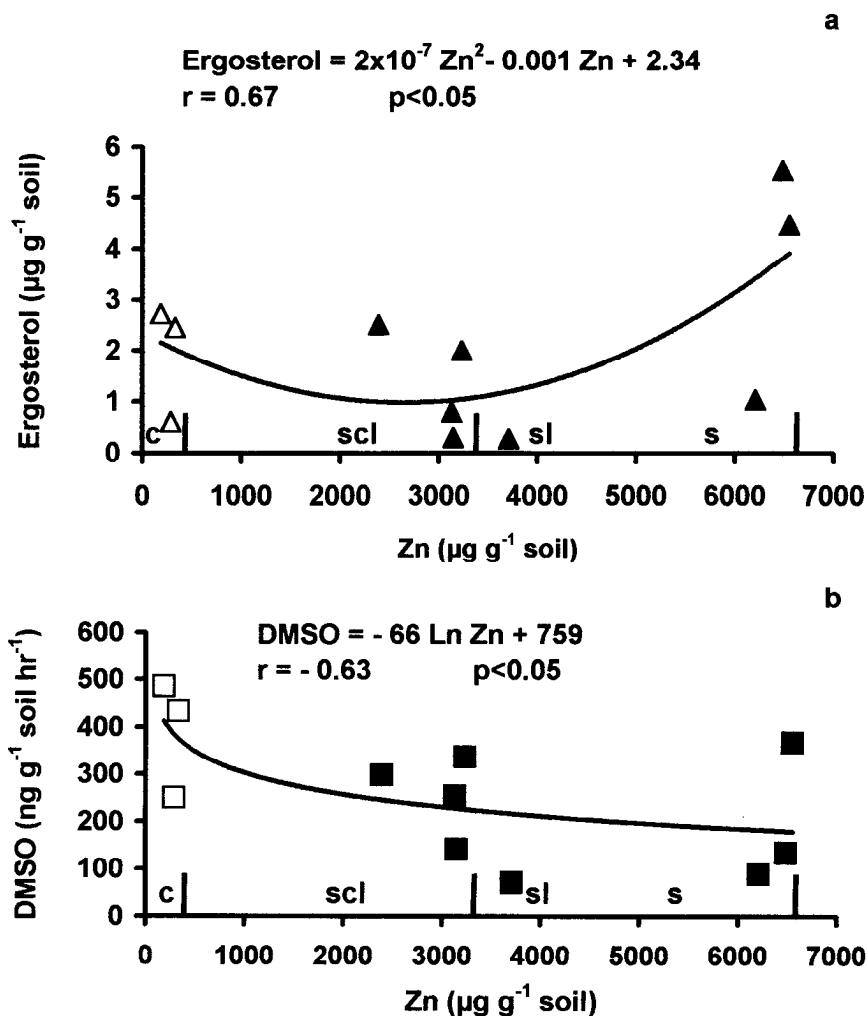 a
Ergosterol = 2x10⁻⁷ Zn² - 0.001 Zn + 2.34
r = 0.67 p<0.05
Ergosterol (µg g⁻¹ soil)
6
5
4
3
2
1
0
c scl sl s
0 1000 2000 3000 4000 5000 6000 7000
Zn (µg g⁻¹ soil)
b
DMSO = - 66 Ln Zn + 759
r = - 0.63 p<0.05
DMSO (ng g⁻¹ soil hr⁻¹)
600
500
400
300
200
100
0
c scl sl s
0 1000 2000 3000 4000 5000 6000 7000
Zn (µg g⁻¹ soil)